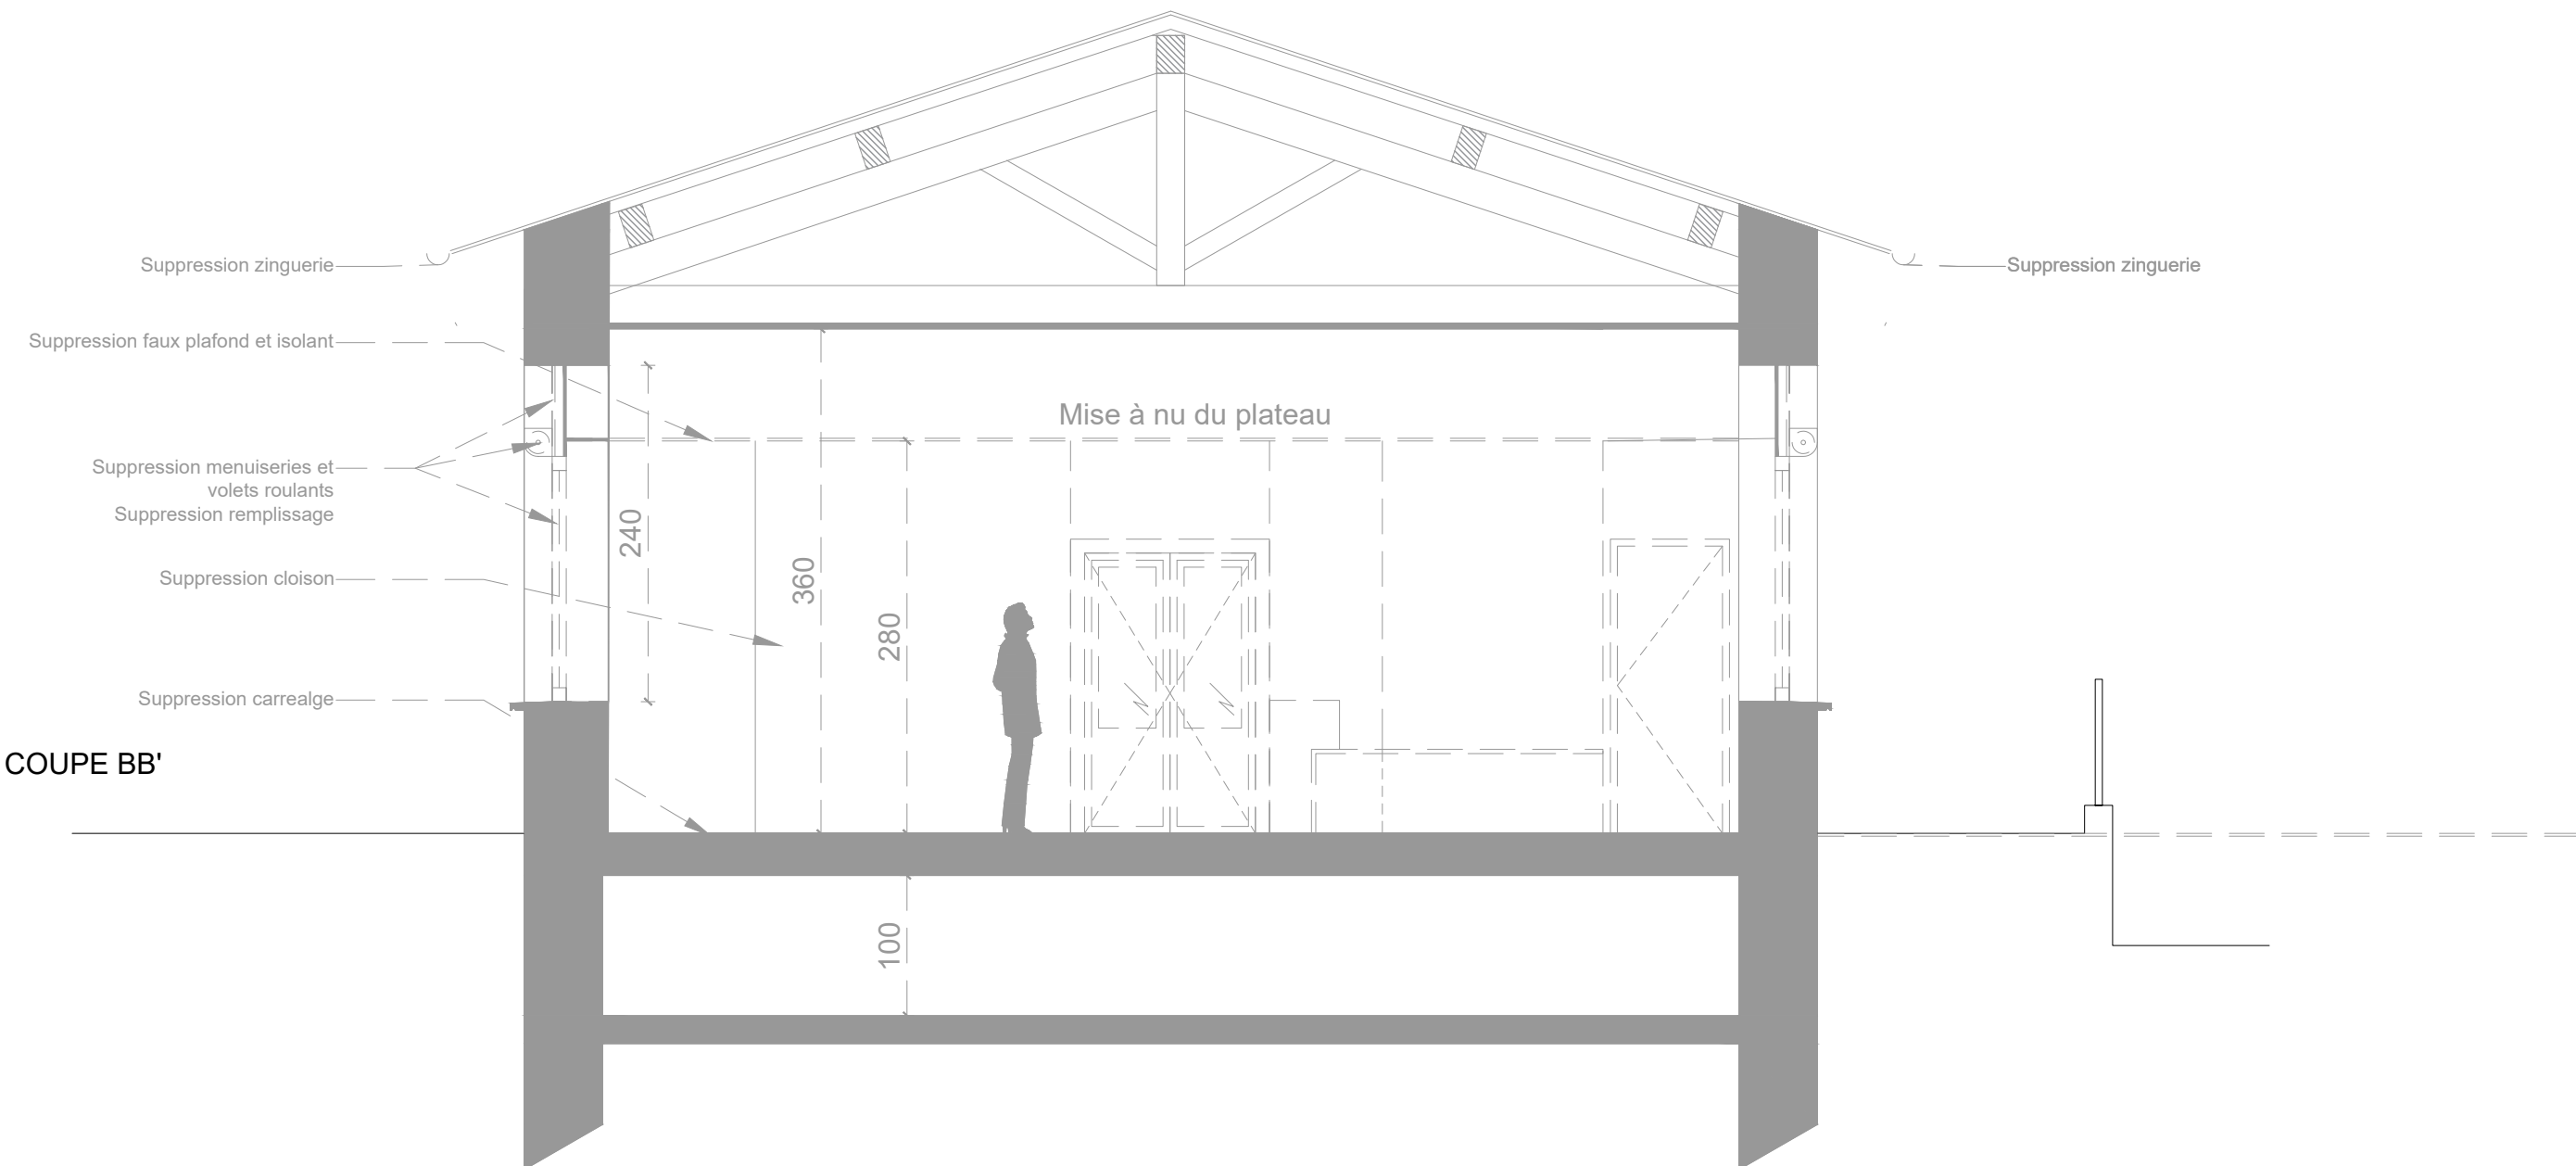 Suppression zinguerie
Suppression zinguerie
Suppression faux plafond et isolant
Mise à nu du plateau
Suppression menuiseries et
volets roulants
Suppression remplissage
240
360
280
Suppression cloison
Suppression carrealge
COUPE BB'
100